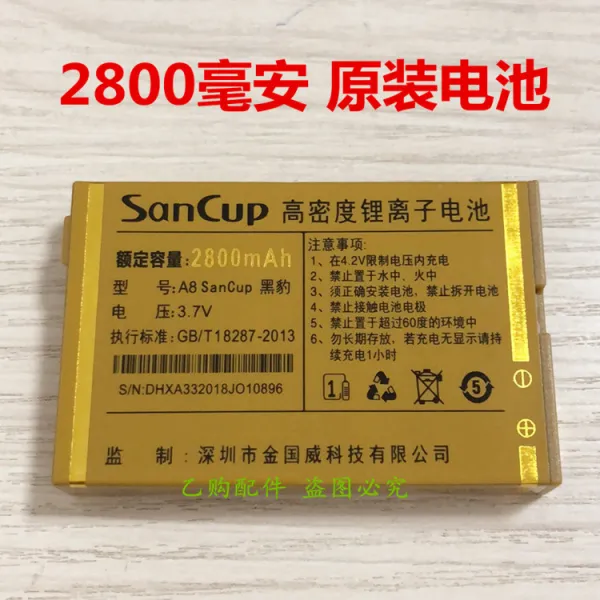 2800毫安 原装电池
SanCup 高密度锂离子电池
额定容量:2800mAh
型 号:A8 SanCup 黑豹
电 压:3.7V
执行标准:GB/T18287-2013
S/N:DHXA332018JO10896
注意事项:
1、在4.2V限制电压内充电
2、禁止置于水中、火中
3、须正确安装电池，禁止拆开电池
4、禁止接触电池电极
5、禁止置于超过60度的环境中
6、勿长期存放，若充电无显示请持
续充电1小时
1
5
监 制:深圳市金国威科技有限公司
乙购配件 盗图必究